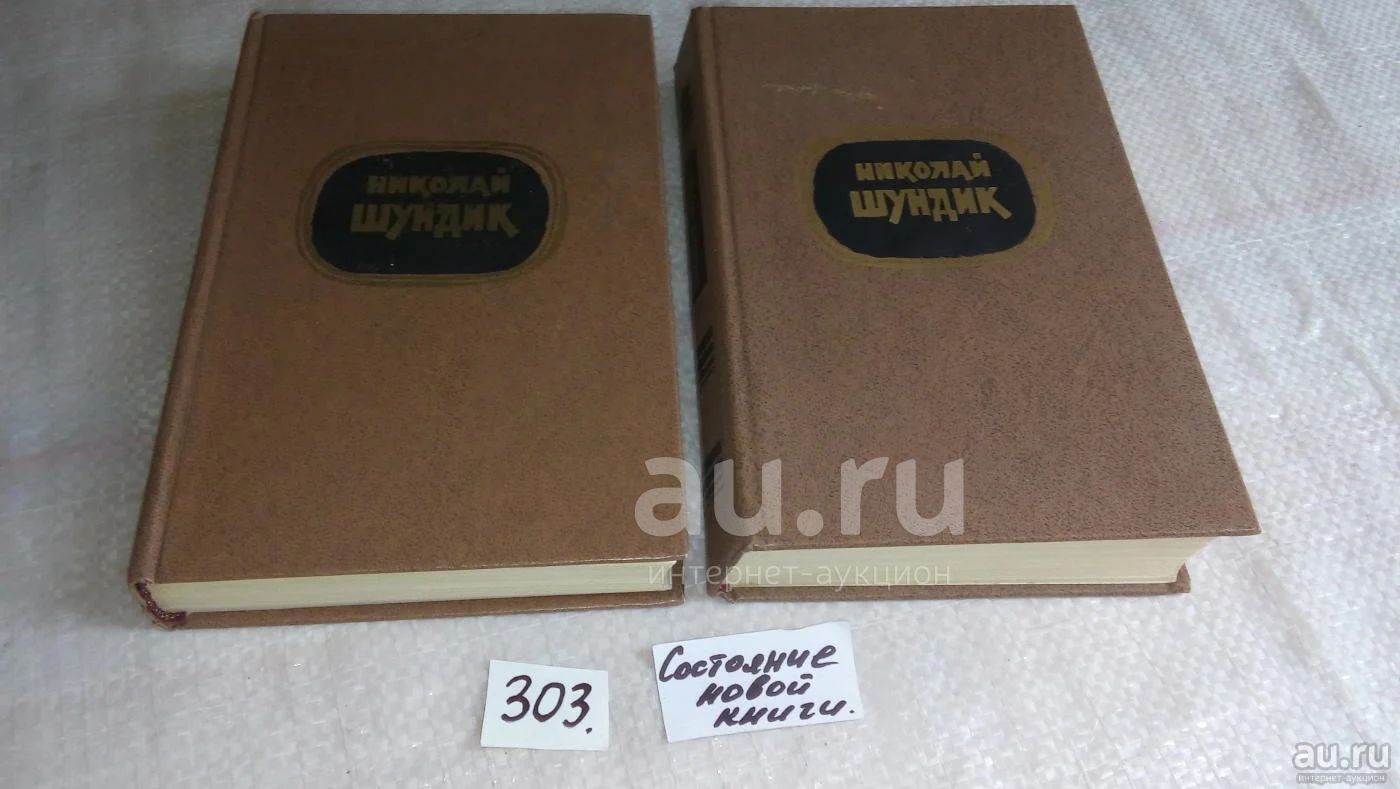 НИКОЛАЙ
ШУНДИК
НИКОЛАЙ
ШУНДИК
au.ru
интернет-аукцион
303.
Состояние
новой
книги.
au.ru
интернет-аукцион